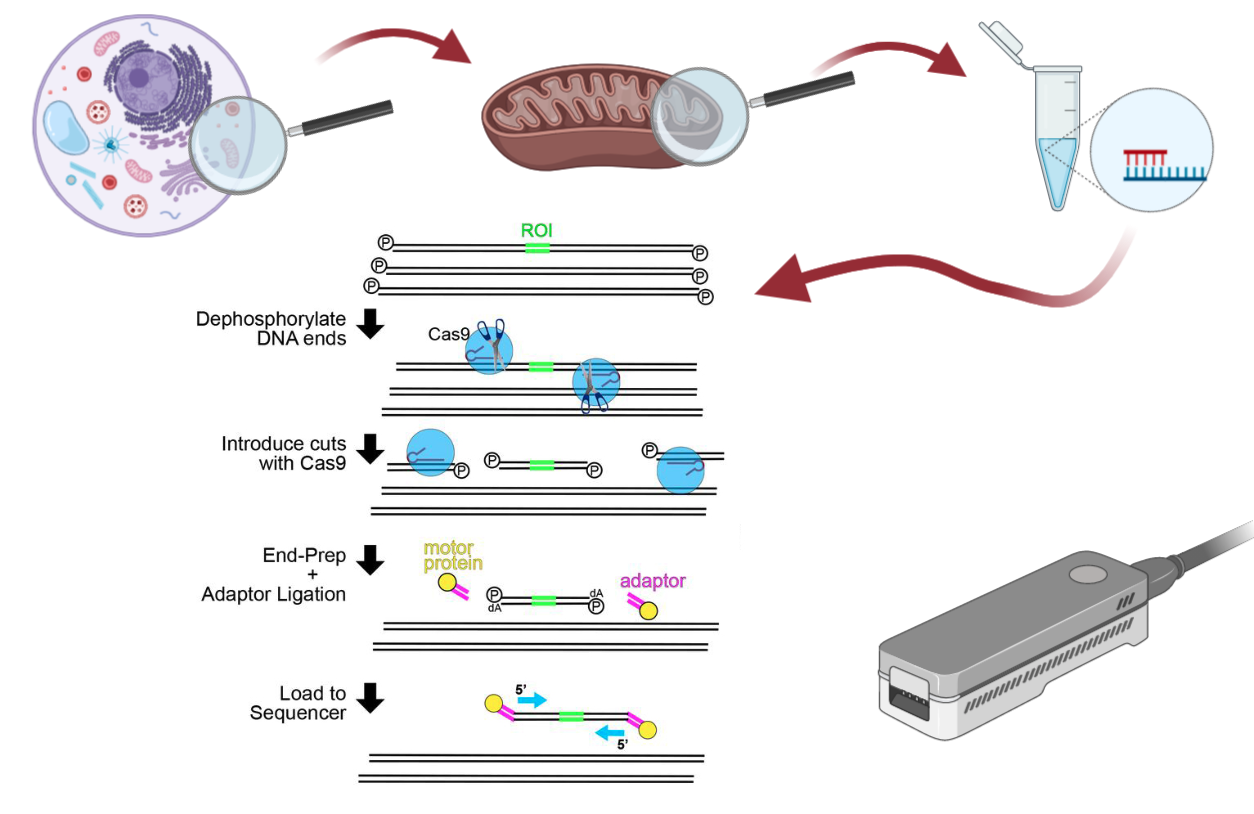 ROI
P
P
P
P
P
P
Dephosphorylate
DNA ends
Cas9
Introduce cuts
with Cas9
P
P
P
P
End-Prep
+
Adaptor Ligation
motor
protein
adaptor
P
dA
dA
P
Load to
Sequencer
5'
5'